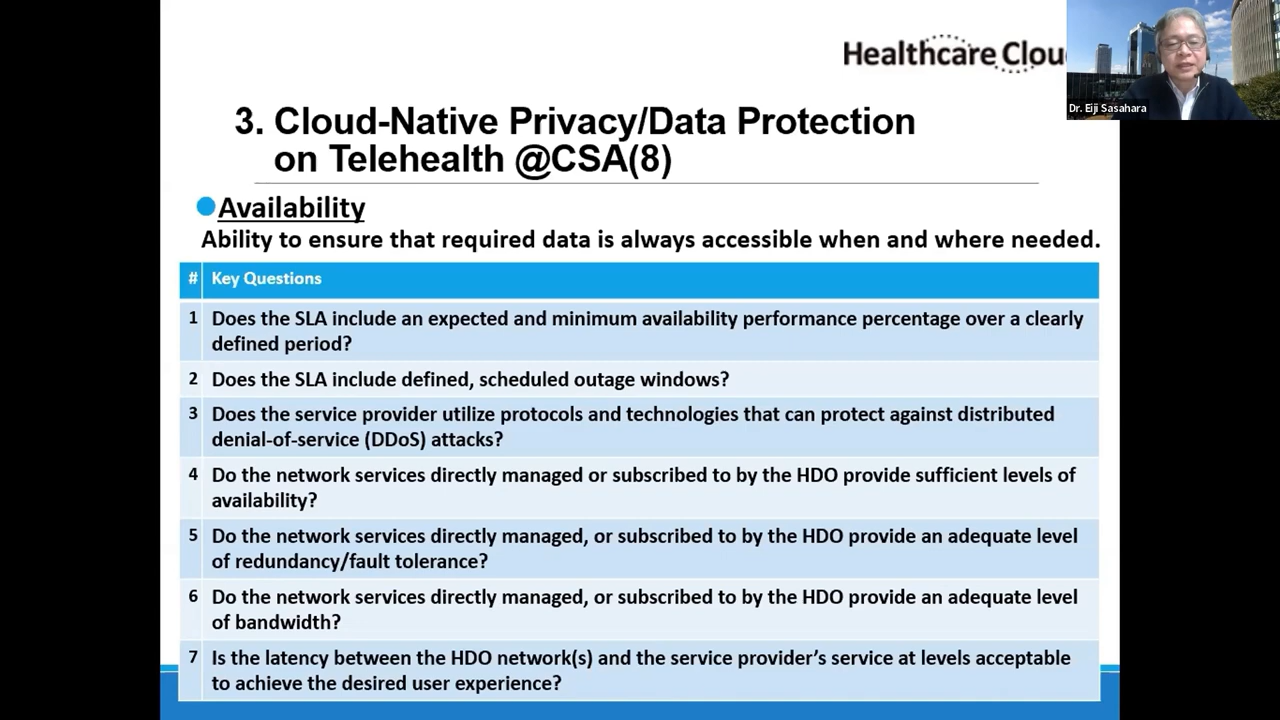 Healthcare Clou
Dr. Eiji Sasahara
3. Cloud-Native Privacy/Data Protection
on Telehealth @CSA(8)
Availability
Ability to ensure that required data is always accessible when and where needed.
# Key Questions
1 Does the SLA include an expected and minimum availability performance percentage over a clearly
defined period?
2 Does the SLA include defined, scheduled outage windows?
3 Does the service provider utilize protocols and technologies that can protect against distributed
denial-of-service (DDoS) attacks?
4 Do the network services directly managed or subscribed to by the HDO provide sufficient levels of
availability?
5 Do the network services directly managed, or subscribed to by the HDO provide an adequate level
of redundancy/fault tolerance?
6 Do the network services directly managed, or subscribed to by the HDO provide an adequate level
of bandwidth?
7 Is the latency between the HDO network(s) and the service provider’s service at levels acceptable
to achieve the desired user experience?